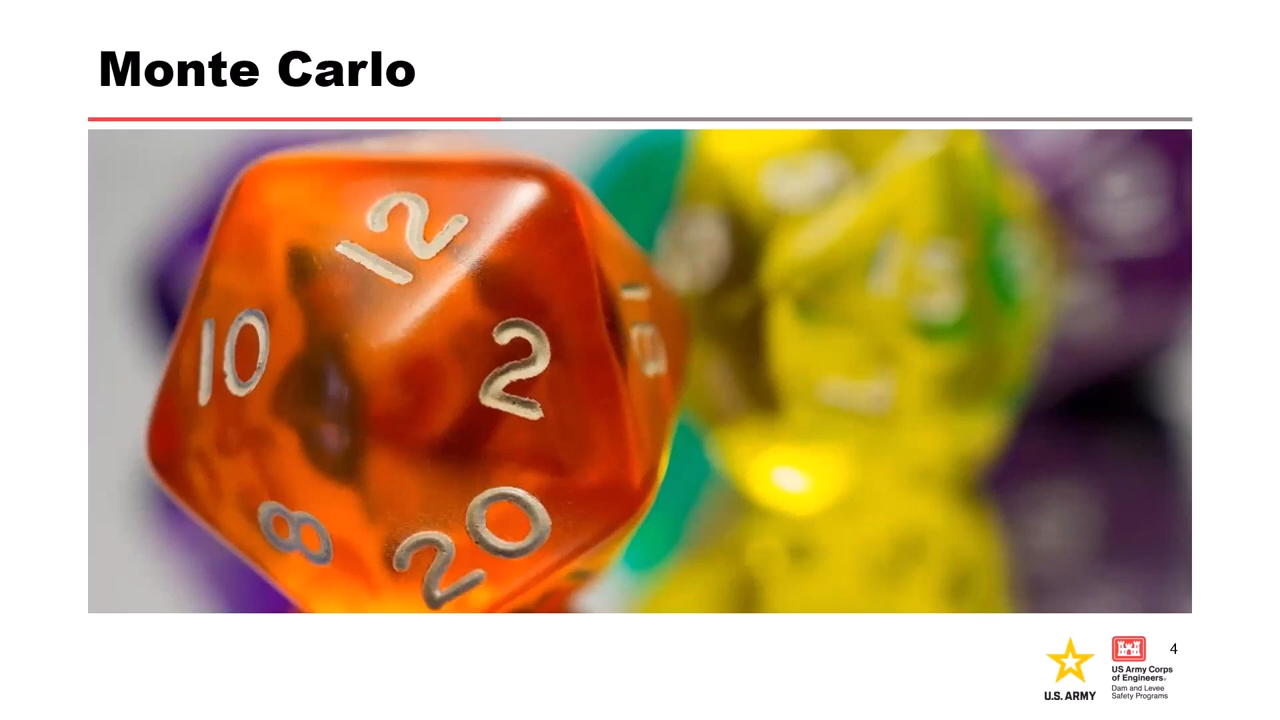 Monte Carlo
12
10
2
8
20
15
4
U.S. ARMY
US Army Corps
of Engineers®
Dam and Levee
Safety Programs